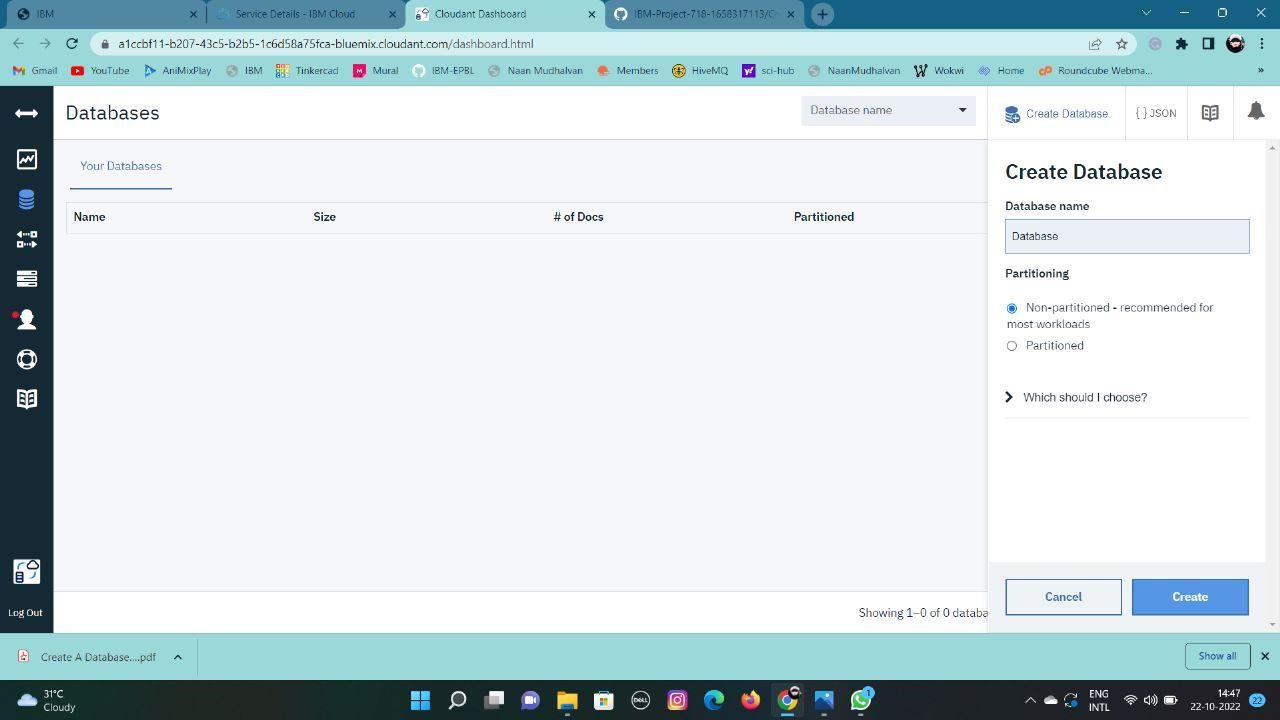 IBM
Service Details - IBM Cloud
Cloudant Dashboard
IBM-Project-718-1658317113/Cr
a1ccbf11-b207-43c5-b2b5-1c6d58a75fca-bluemix.cloudant.com/dashboard.html
Gmail
YouTube
AniMixPlay
IBM
Tinkercad
Mural
IBM-EPBL
Naan Mudhalvan
Members
HiveMQ
sci-hub
NaanMudhalvan
Wokwi
Home
Roundcube Webma...
Databases
Database name
Create Database
{ } JSON
Your Databases
Name
Size
# of Docs
Partitioned
Create Database
Database name
Database
Partitioning
Non-partitioned - recommended for
most workloads
Partitioned
Which should I choose?
Cancel
Create
Log Out
Showing 1–0 of 0 databa
Create A Database....pdf
Show all
31°C
Cloudy
DELL
1
ENG
INTL
14:47
22-10-2022
22